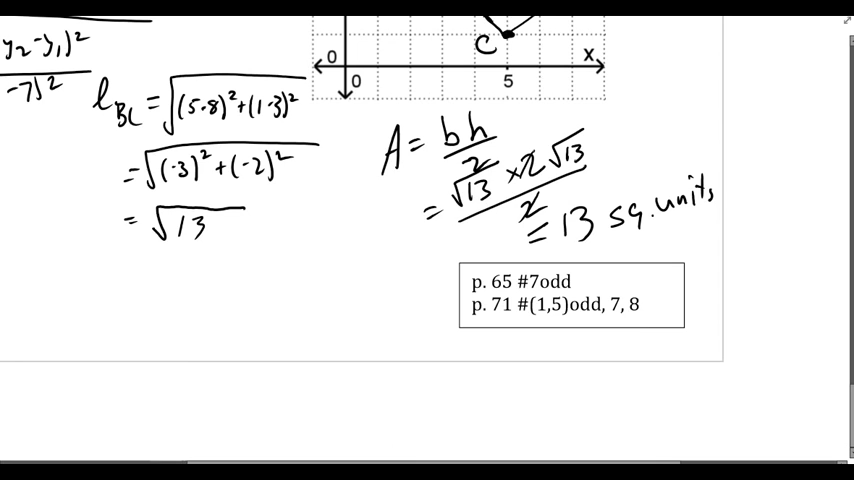 y₂-y₁)²
-7)²
l_BC = √(5-8)²+(1-3)²
= √(-3)²+(-2)²
= √13
C
0
0
5
x
A = bh/2
= √13 × 2√13 / 2
= 13 sq. units
p. 65 #7odd
p. 71 #(1,5)odd, 7, 8